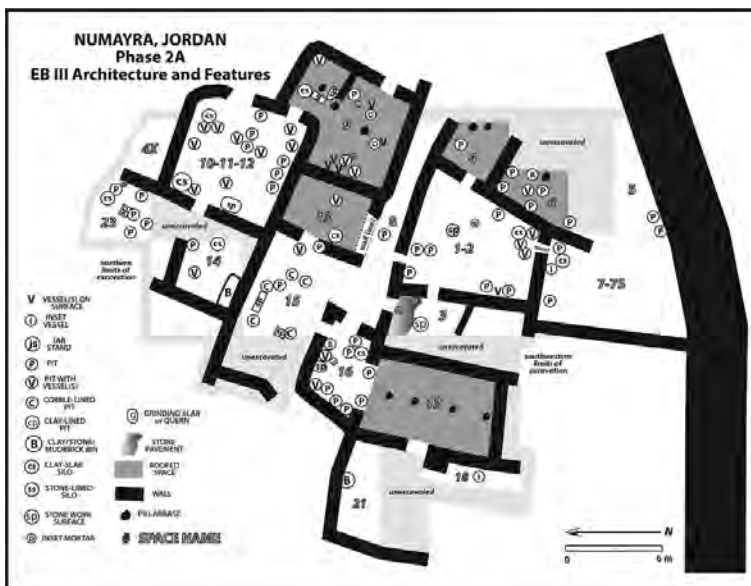 NUMAYRA, JORDAN
Phase 2A
EB III Architecture and Features
4X
10-11-12
unexcavated
5
23
unexcavated
8
1-2
northern
limits of
excavation
14
B
15
3
7-7S
unexcavated
unexcavated
southwestern
limits of
excavation
16
17
18
B
21
unexcavated
V VESSEL(S) ON
SURFACE
i INSET
VESSEL
js JAR
STAND
P PIT
V PIT WITH
VESSEL(S)
C COBBLE-LINED
PIT
CLAY-LINED
PIT
B CLAY/STONE/
MUDBRICK BIN
cs CLAY-SLAB
SILO
ss STONE-LINED
SILO
sp STONE WORK
SURFACE
INSET MORTAR
G GRINDING SLAB
or QUERN
STONE
PAVEMENT
ROOFED
SPACE
WALL
PILLARBASE
SPACE NAME
N
0 6 m